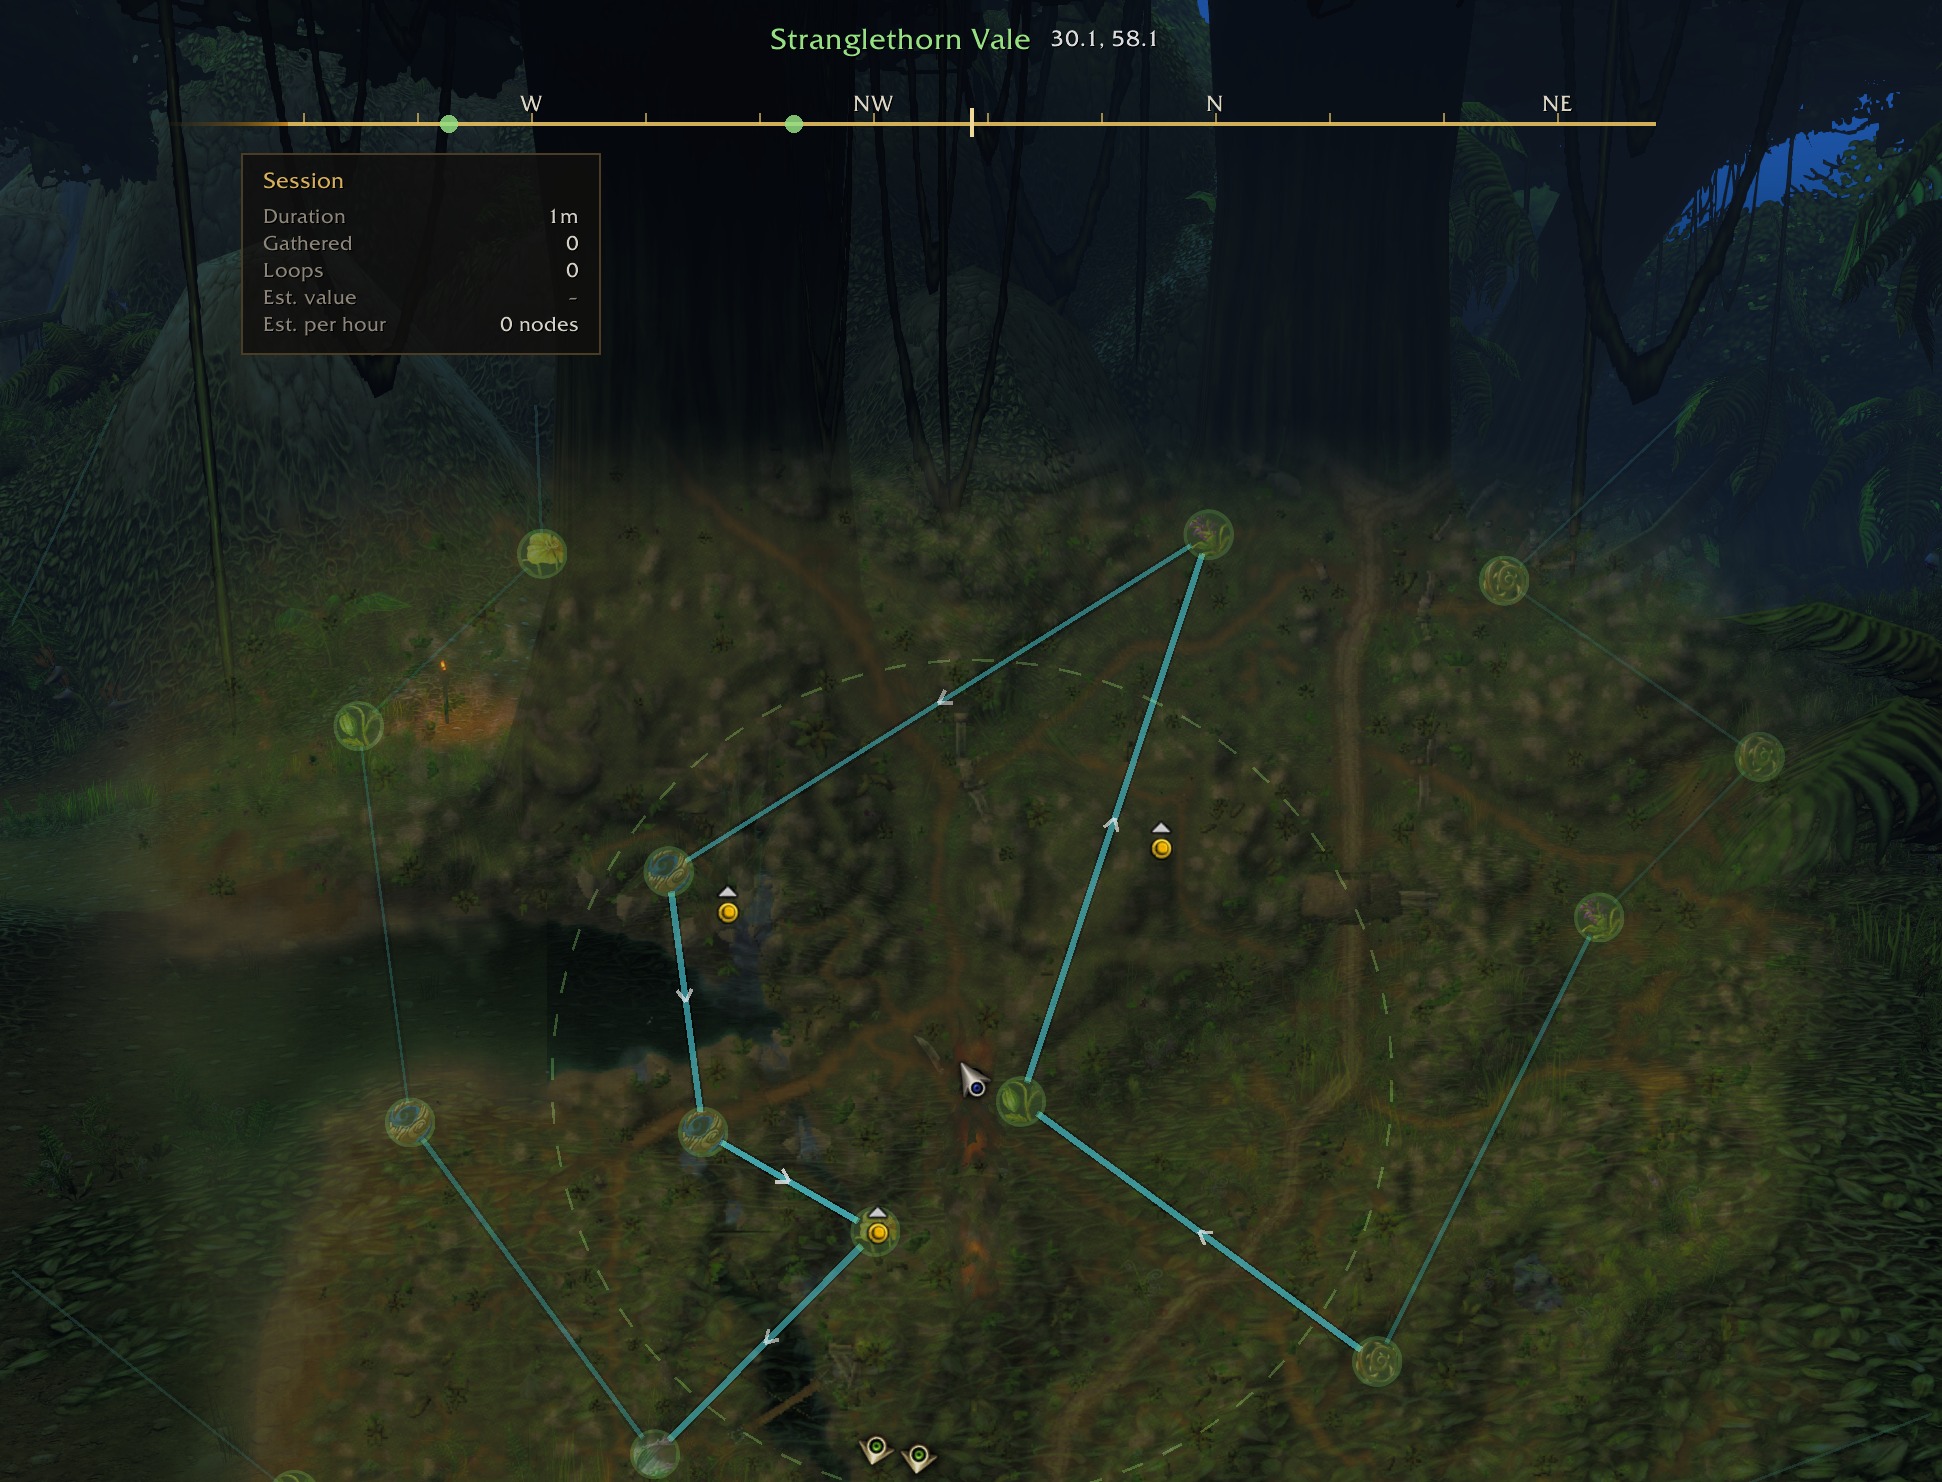 Stranglethorn Vale 30.1, 58.1
W NW N NE
Session
Duration 1m
Gathered 0
Loops 0
Est. value -
Est. per hour 0 nodes